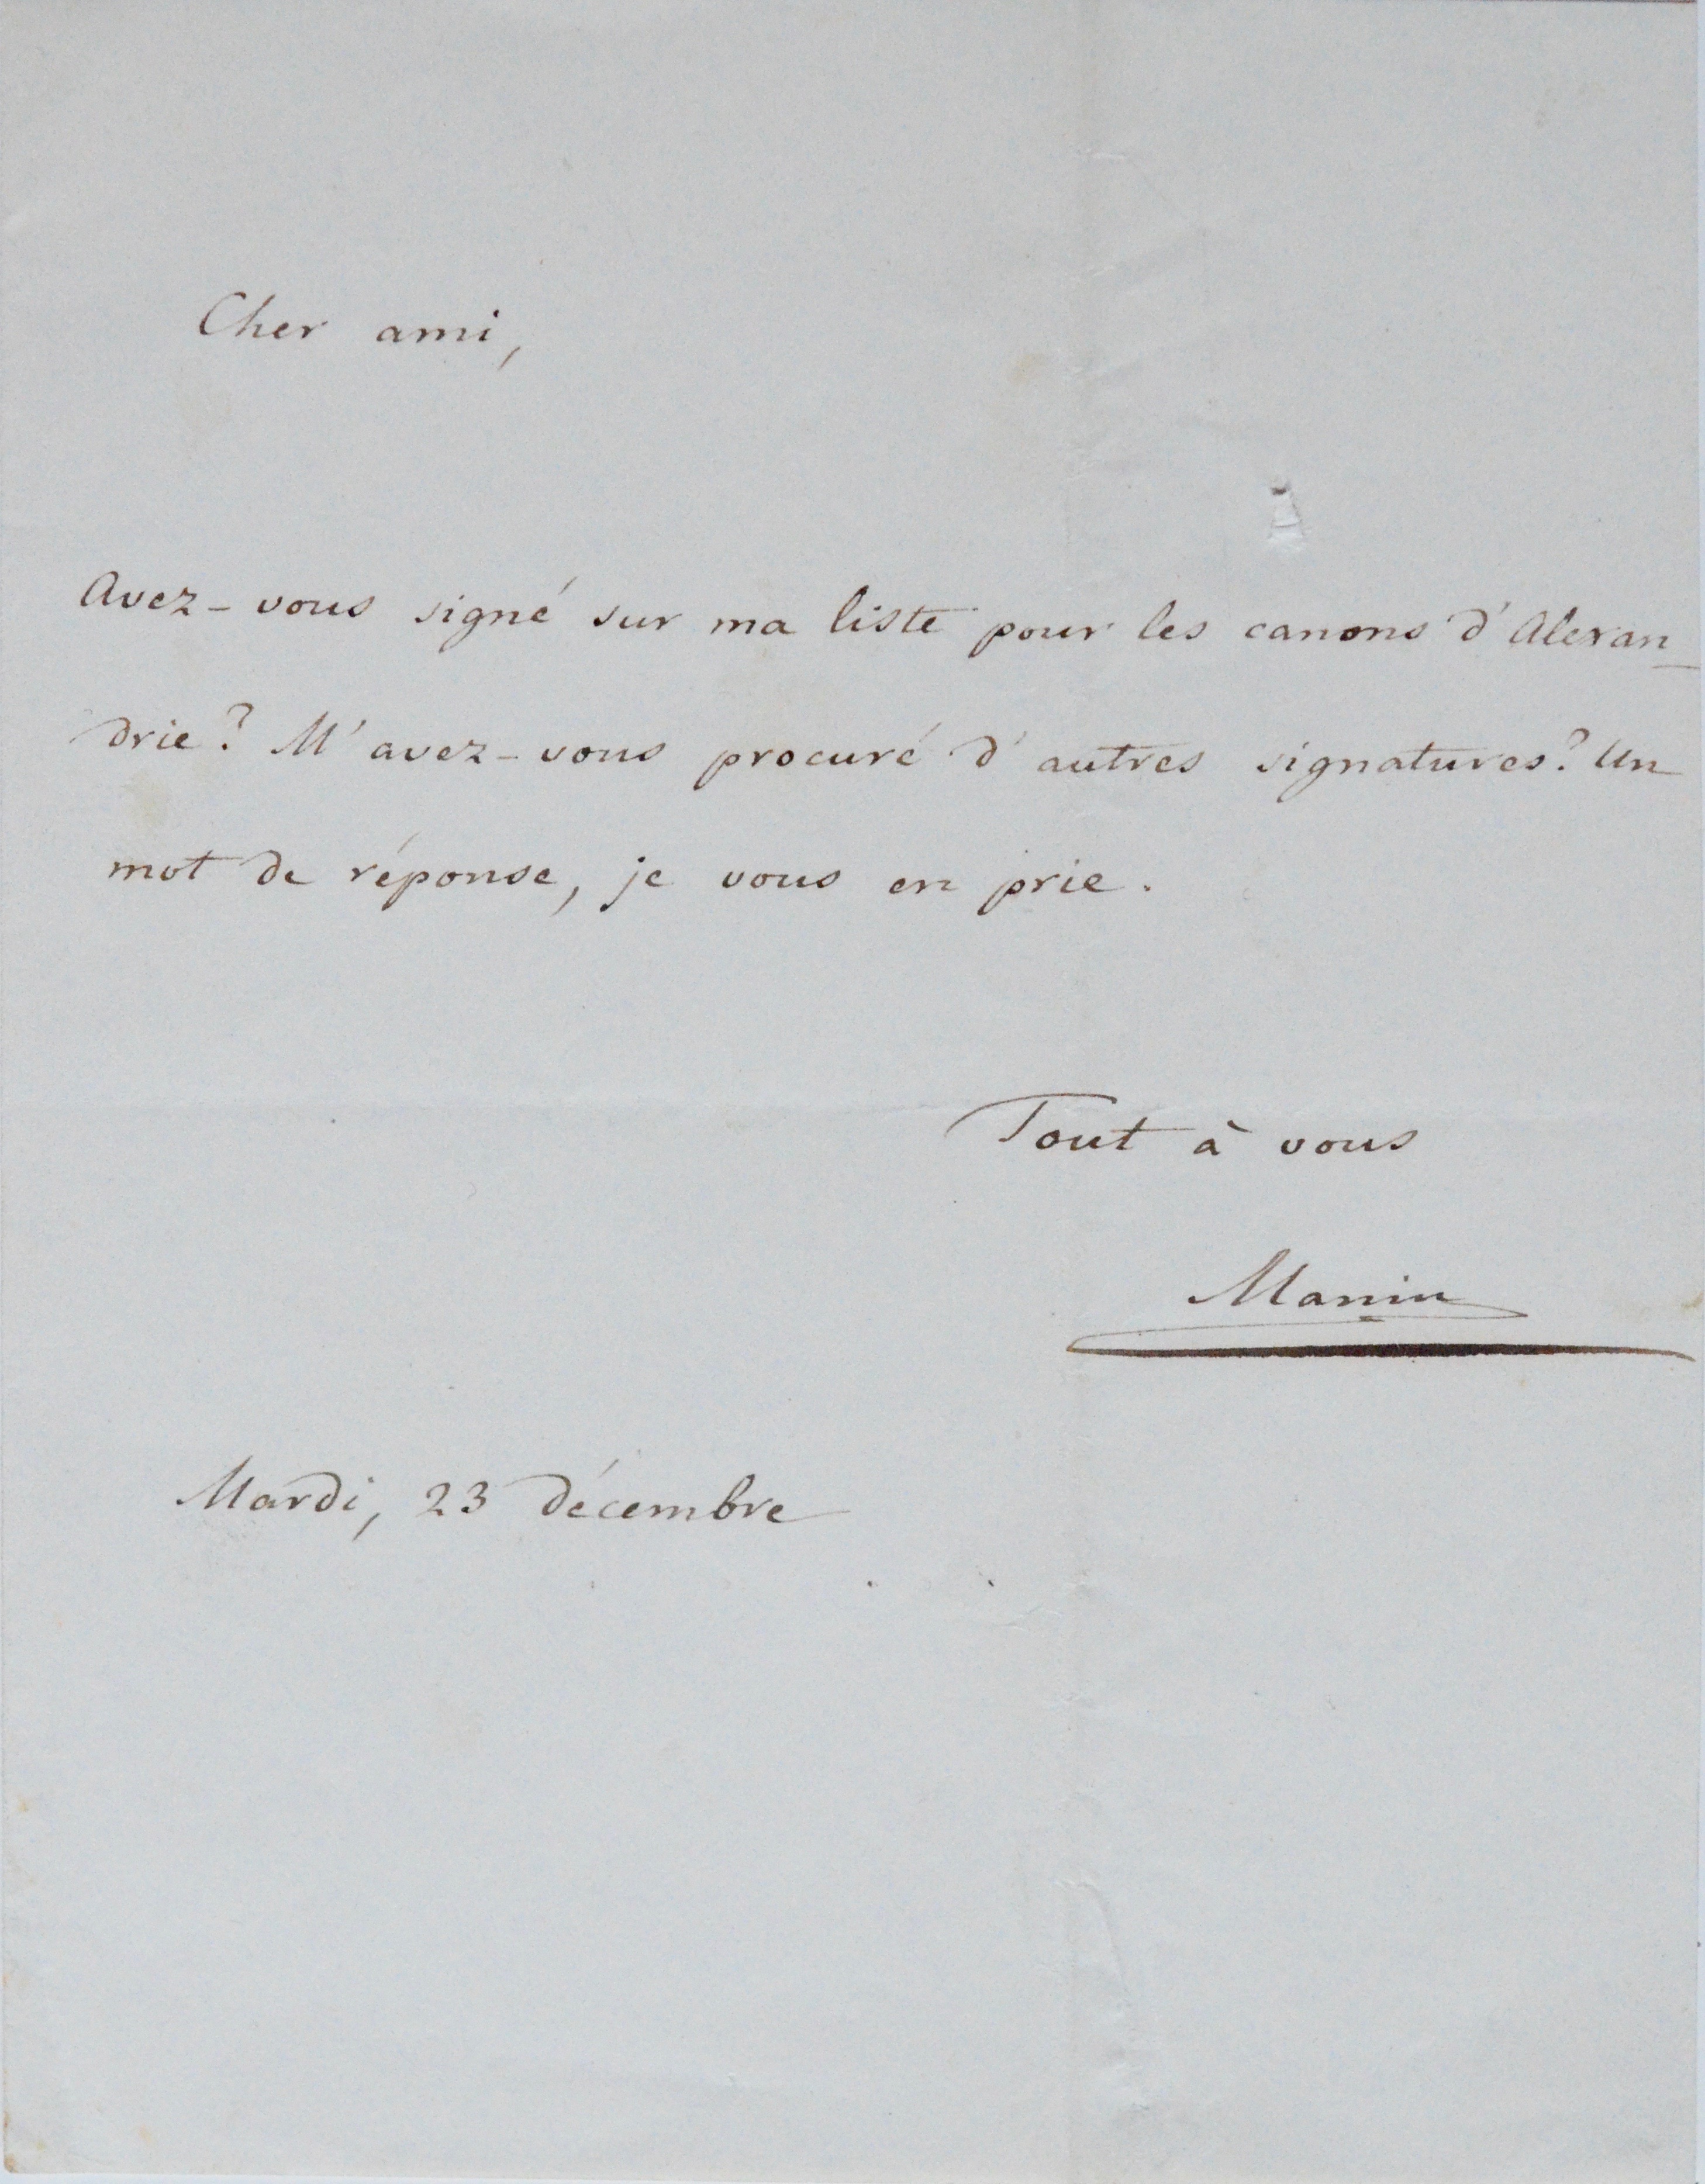 Cher ami,
Avez-vous signé sur ma liste pour les canons d'Alexan-
drie? M'avez-vous procuré d'autres signatures? Un
mot de réponse, je vous en prie.
Tout à vous
Manin
Mardi, 23 décembre